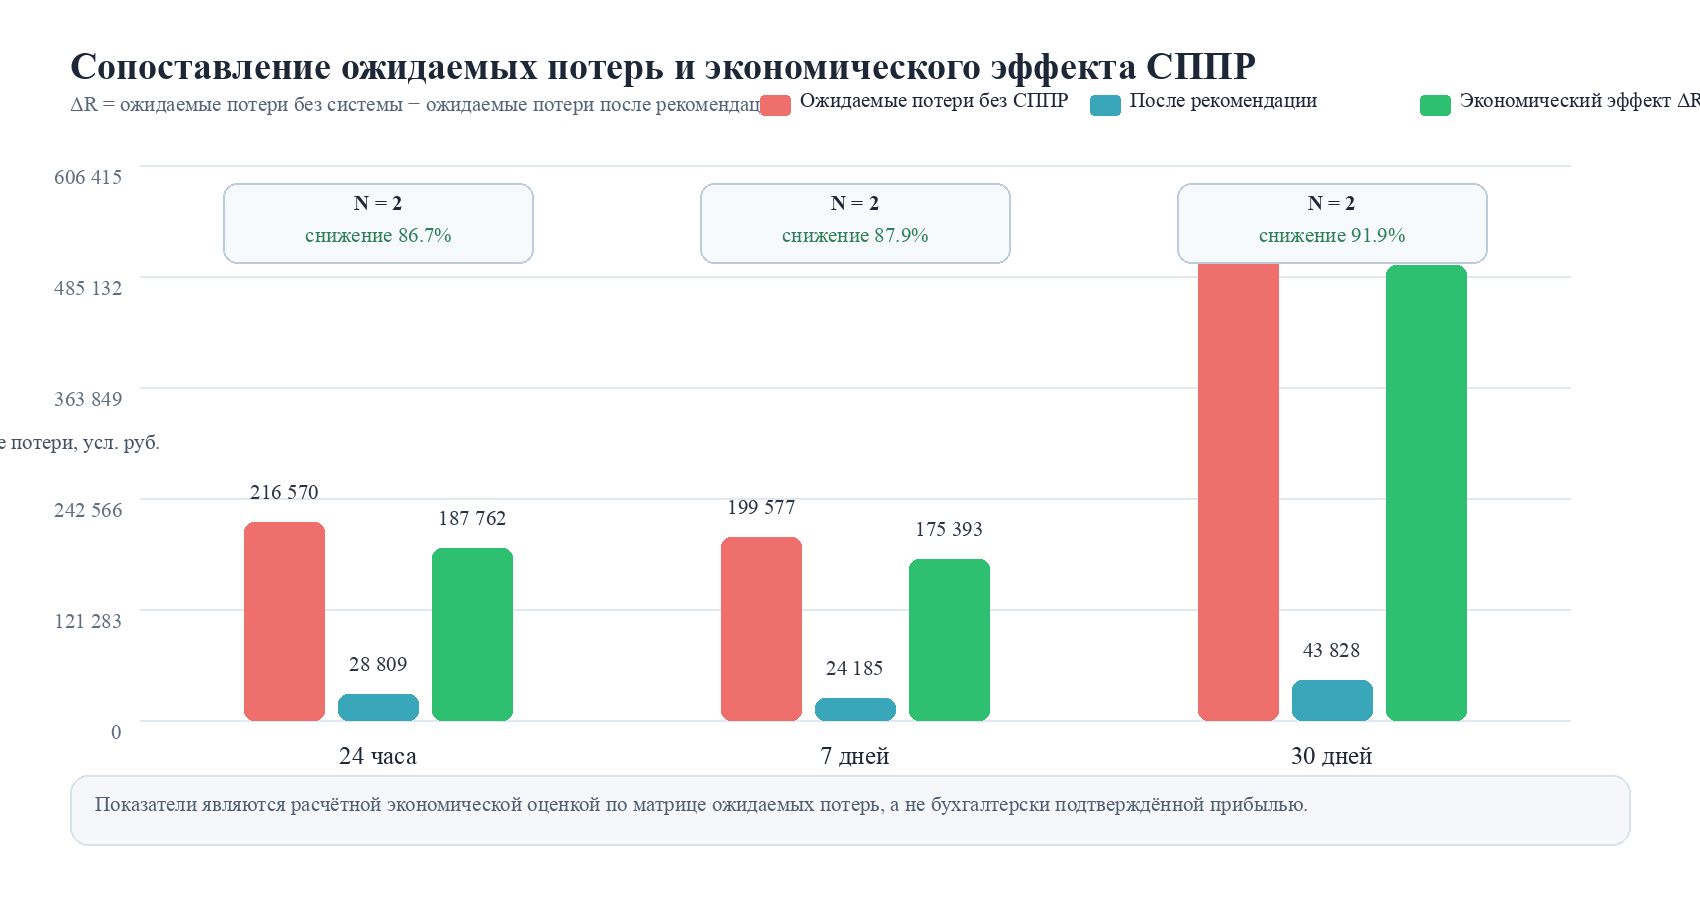 Сопоставление ожидаемых потерь и экономического эффекта СППР
ΔR = ожидаемые потери без системы − ожидаемые потери после
Ожидаемые потери без СППР
После рекомендации
Экономический эффект ΔR
606 415
485 132
363 849
потери, усл. руб.
242 566
121 283
0
N = 2
снижение 86.7%
N = 2
снижение 87.9%
N = 2
снижение 91.9%
216 570
28 809
187 762
199 577
24 185
175 393
43 828
24 часа
7 дней
30 дней
Показатели являются расчётной экономической оценкой по матрице ожидаемых потерь, а не бухгалтерски подтверждённой прибылью.